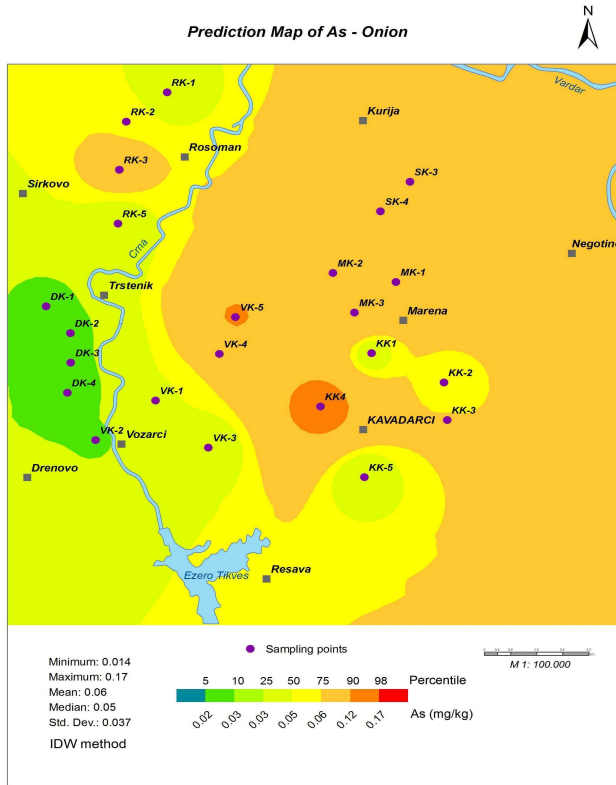 Prediction Map of As - Onion
N
Vardar
RK-1
Kurija
RK-2
Rosoman
RK-3
SK-3
Sirkovo
SK-4
RK-5
Crna
Negotino
MK-2
MK-1
Trstenik
DK-1
VK-5
MK-3
Marena
DK-2
VK-4
KK1
DK-3
KK-2
DK-4
VK-1
KK4
KK-3
KAVADARCI
VK-2
Vozarci
VK-3
Drenovo
KK-5
Ezero Tikves
Resava
Sampling points
Minimum: 0.014
Maximum: 0.17
Mean: 0.06
Median: 0.05
Std. Dev.: 0.037
IDW method
5 10 25 50 75 90 98 Percentile
0.02 0.03 0.03 0.05 0.06 0.12 0.17 As (mg/kg)
M 1: 100.000